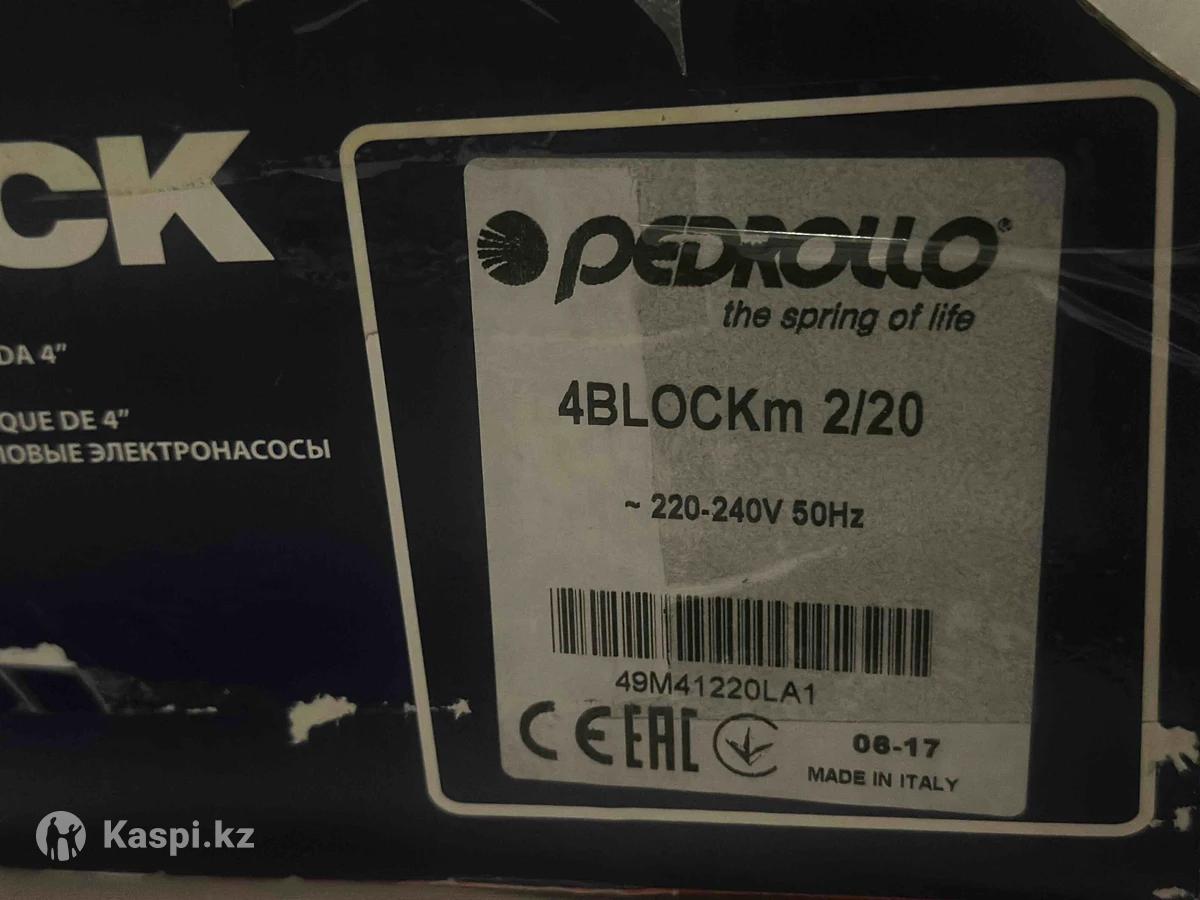 CK
DA 4"
QUE DE 4"
ОВЫЕ ЭЛЕКТРОНАСОСЫ
PEDROLLO®
the spring of life
4BLOCKm 2/20
~ 220-240V 50Hz
49M41220LA1
CE EAC
06-17
MADE IN ITALY
Kaspi.kz